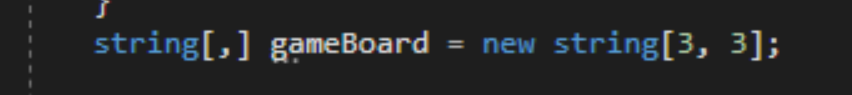 }
string[,] gameBoard = new string[3, 3];